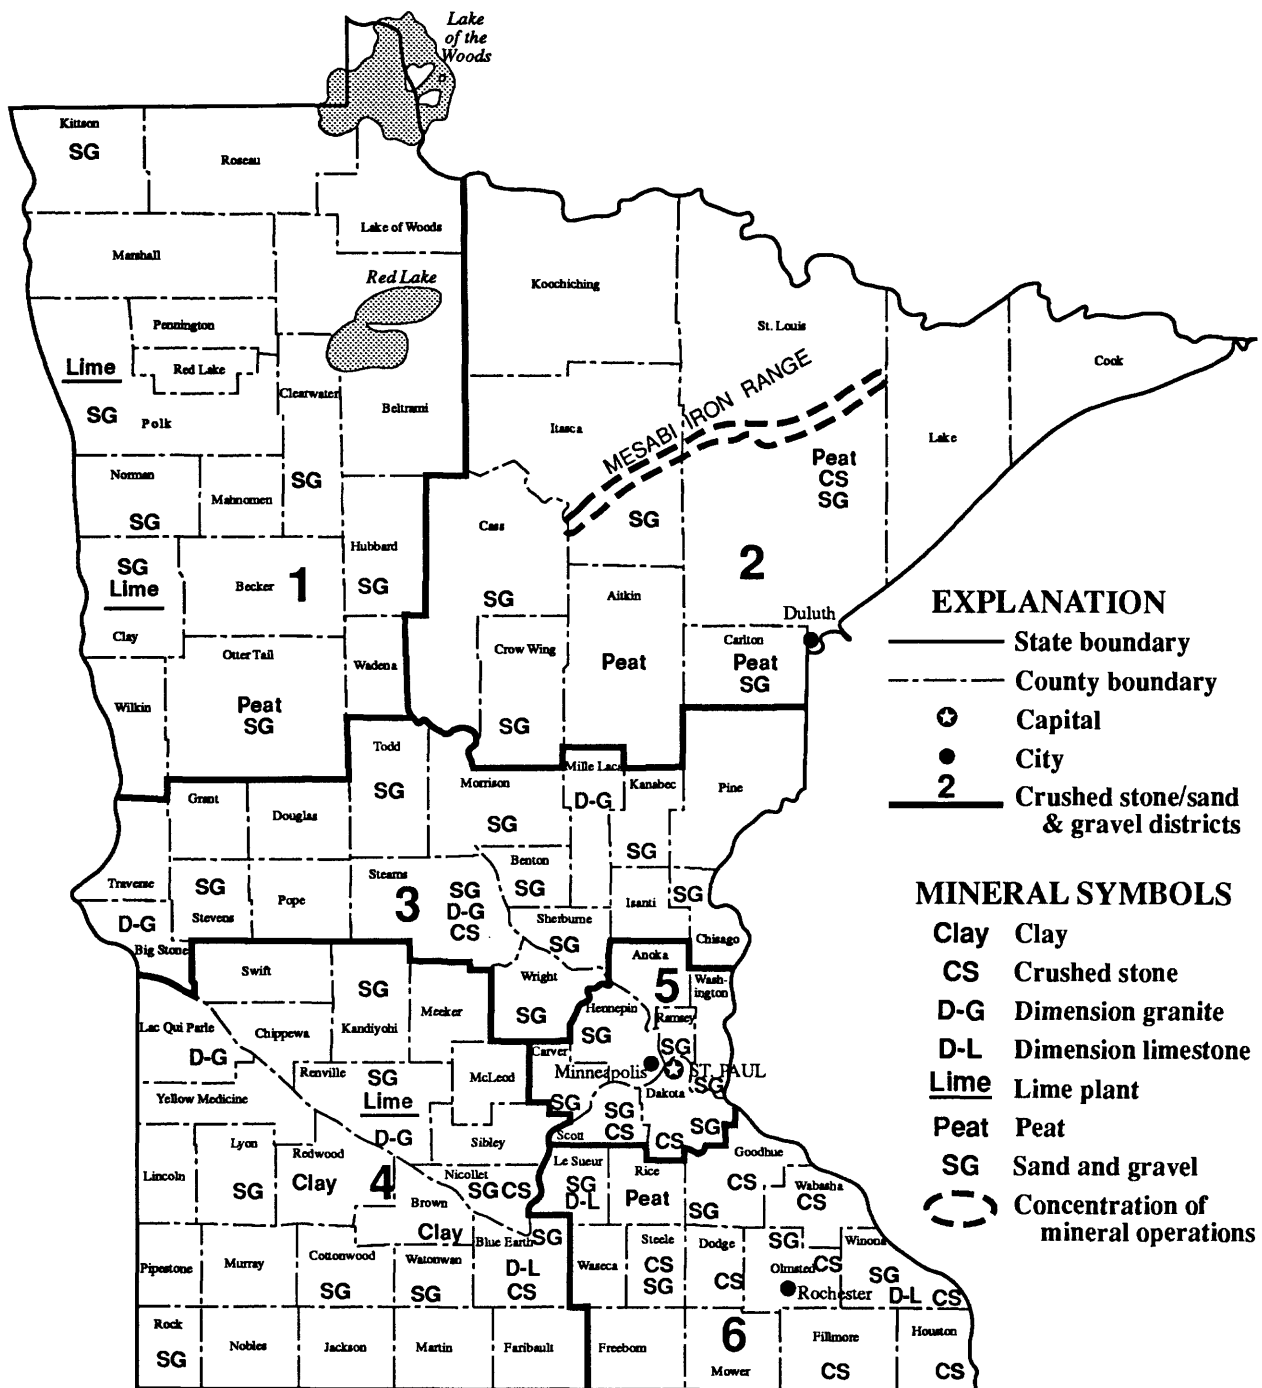 Lake
of the
Woods
Kittson
SG
Roseau
Lake of Woods
Marshall
Red Lake
Koochiching
St. Louis
Pennington
Cook
Lime
Red Lake
MESABI IRON RANGE
Clearwater
SG
Polk
Beltrami
Itasca
Lake
Peat
CS
SG
Norman
SG
Mahnomen
SG
SG
Cass
Hubbard
SG
Lime
Becker
1
SG
2
SG
Aitkin
Duluth
Clay
Otter Tail
Wadena
Crow Wing
Peat
Carlton
Peat
SG
Wilkin
Peat
SG
SG
Todd
SG
Morrison
Mille Lacs
Kanabec
Pine
Grant
Douglas
D-G
SG
SG
Benton
SG
Traverse
SG
Stevens
Pope
Stearns
3
SG
D-G
CS
Isanti
SG
D-G
Big Stone
Sherburne
SG
Chisago
Swift
SG
Wright
SG
Anoka
5
Wash-
ington
Meeker
Hennepin
SG
Ramsey
SG
Lac Qui Parle
D-G
Chippewa
Kandiyohi
Carver
Minneapolis
ST. PAUL
SG
Renville
SG
Lime
McLeod
Dakota
Yellow Medicine
SG
SG
CS
SG
D-G
Sibley
Scott
CS
Lyon
Redwood
Goodhue
Lincoln
SG
Clay
4
Nicollet
SG CS
Le Sueur
SG
D-L
Rice
Peat
CS
Wabasha
CS
Brown
Clay
SG
Blue Earth
SG
D-L
CS
Steele
CS
SG
Dodge
CS
SG
Winona
Pipestone
Murray
Cottonwood
SG
Watonwan
SG
Waseca
Olmsted
CS
Rochester
SG
D-L
CS
Rock
SG
Nobles
Jackson
Martin
Faribault
Freeborn
6
Mower
Fillmore
CS
Houston
CS
EXPLANATION
State boundary
County boundary
Capital
City
2
Crushed stone/sand
& gravel districts
MINERAL SYMBOLS
Clay Clay
CS Crushed stone
D-G Dimension granite
D-L Dimension limestone
Lime Lime plant
Peat Peat
SG Sand and gravel
Concentration of
mineral operations